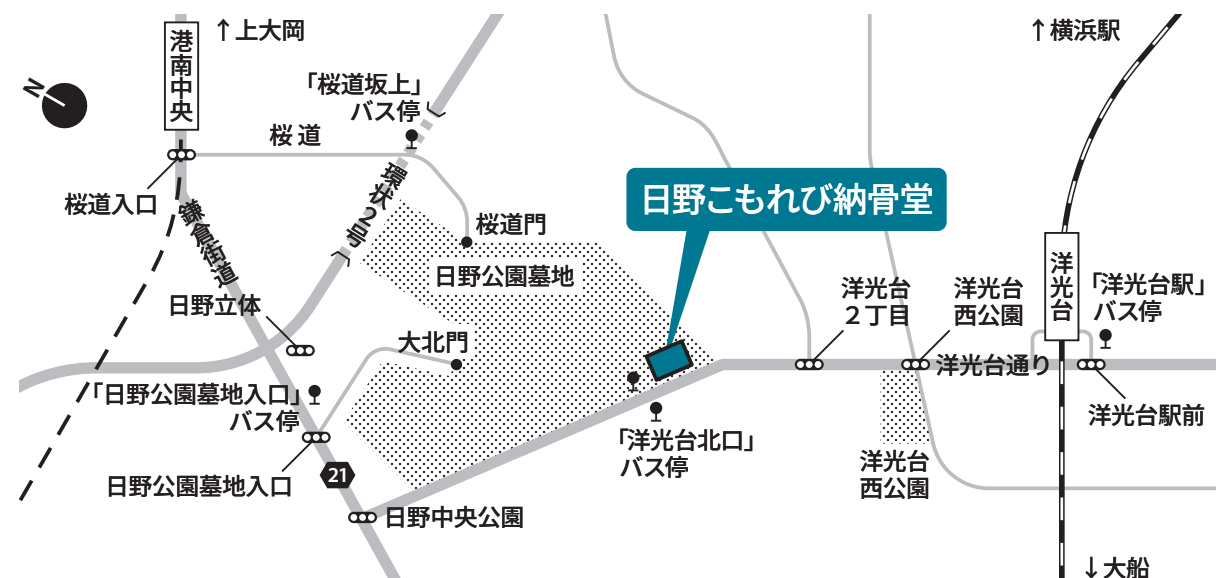 ↑上大岡
港南中央
N
「桜道坂上」
バス停
桜道
桜道入口
鎌倉街道
環状2号
桜道門
日野公園墓地
日野こもれび納骨堂
↑横浜駅
洋光台
「洋光台駅」
バス停
洋光台
2丁目
洋光台
西公園
日野立体
大北門
洋光台通り
「日野公園墓地入口」
バス停
洋光台駅前
「洋光台北口」
バス停
洋光台
西公園
日野公園墓地入口
21
日野中央公園
↓大船